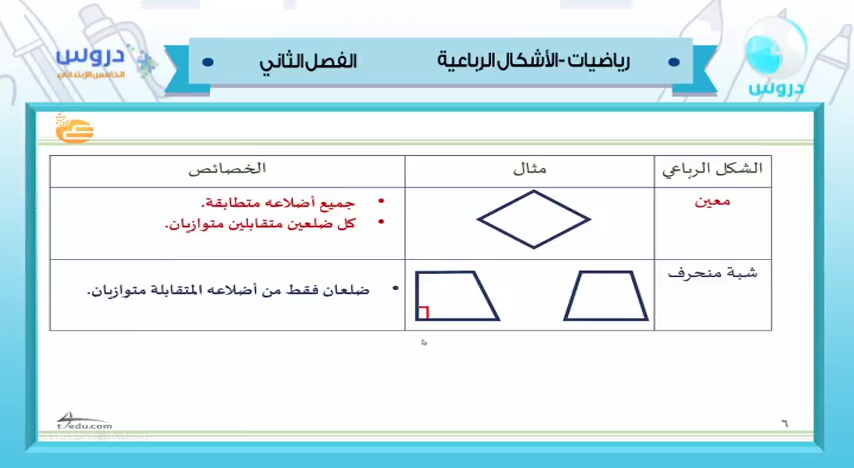 رياضيات -الأشكال الرباعية
الفصل الثاني
دروس
دروس
الخامس الإبتدائي
الشكل الرباعي
مثال
الخصائص
معين
• جميع أضلاعه متطابقة.
• كل ضلعين متقابلين متوازيان.
شبة منحرف
• ضلعان فقط من أضلاعه المتقابلة متوازيان.
t4edu.com
٦